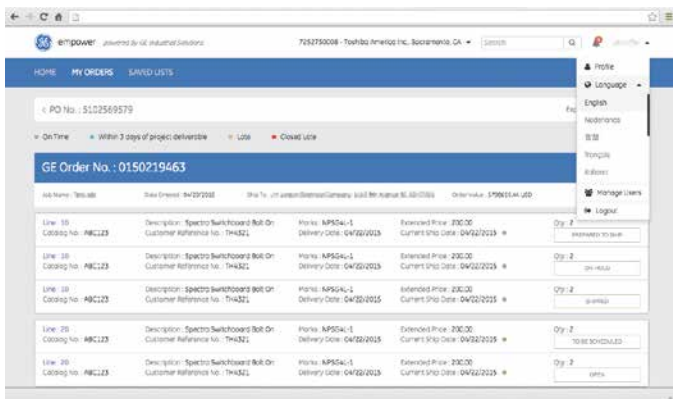 empower powered by GE Industrial Solutions
7252750008 - Toshiba America Inc., Sacramento, CA
Search
HOME MY ORDERS SAVED LISTS
Profile
Language
English
Nederlands
Français
Italiano
Manage Users
Logout
< PO No. : 5102569579
On Time
Within 3 days of project deliverable
Late
Closed Late
GE Order No. : 0150219463
Job Name :
Date Entered : 04/22/2015
Ship To :
Order Value :
Line : 10 Description : Spectra Switchboard Bolt On Marks : NPSG4L-1 Extended Price : 200.00 Qty : 2
Catalog No. : ABC123 Customer Reference No. : TH4321 Delivery Date : 04/22/2015 Current Ship Date : 04/22/2015 PREPARED TO SHIP
Line : 10 Description : Spectra Switchboard Bolt On Marks : NPSG4L-1 Extended Price : 200.00 Qty : 2
Catalog No. : ABC123 Customer Reference No. : TH4321 Delivery Date : 04/22/2015 Current Ship Date : 04/22/2015 ON HOLD
Line : 10 Description : Spectra Switchboard Bolt On Marks : NPSG4L-1 Extended Price : 200.00 Qty : 2
Catalog No. : ABC123 Customer Reference No. : TH4321 Delivery Date : 04/22/2015 Current Ship Date : 04/22/2015 SHIPPED
Line : 20 Description : Spectra Switchboard Bolt On Marks : NPSG4L-1 Extended Price : 200.00 Qty : 2
Catalog No. : ABC123 Customer Reference No. : TH4321 Delivery Date : 04/22/2015 Current Ship Date : 04/22/2015 TO BE SCHEDULED
Line : 20 Description : Spectra Switchboard Bolt On Marks : NPSG4L-1 Extended Price : 200.00 Qty : 2
Catalog No. : ABC123 Customer Reference No. : TH4321 Delivery Date : 04/22/2015 Current Ship Date : 04/22/2015 OPEN